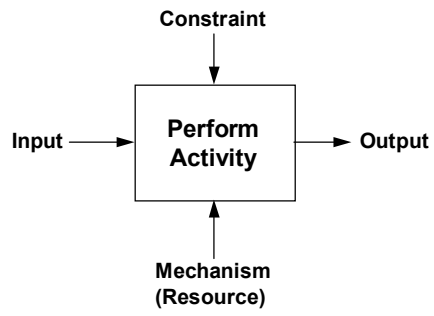 Constraint
Input
Perform
Activity
Output
Mechanism
(Resource)